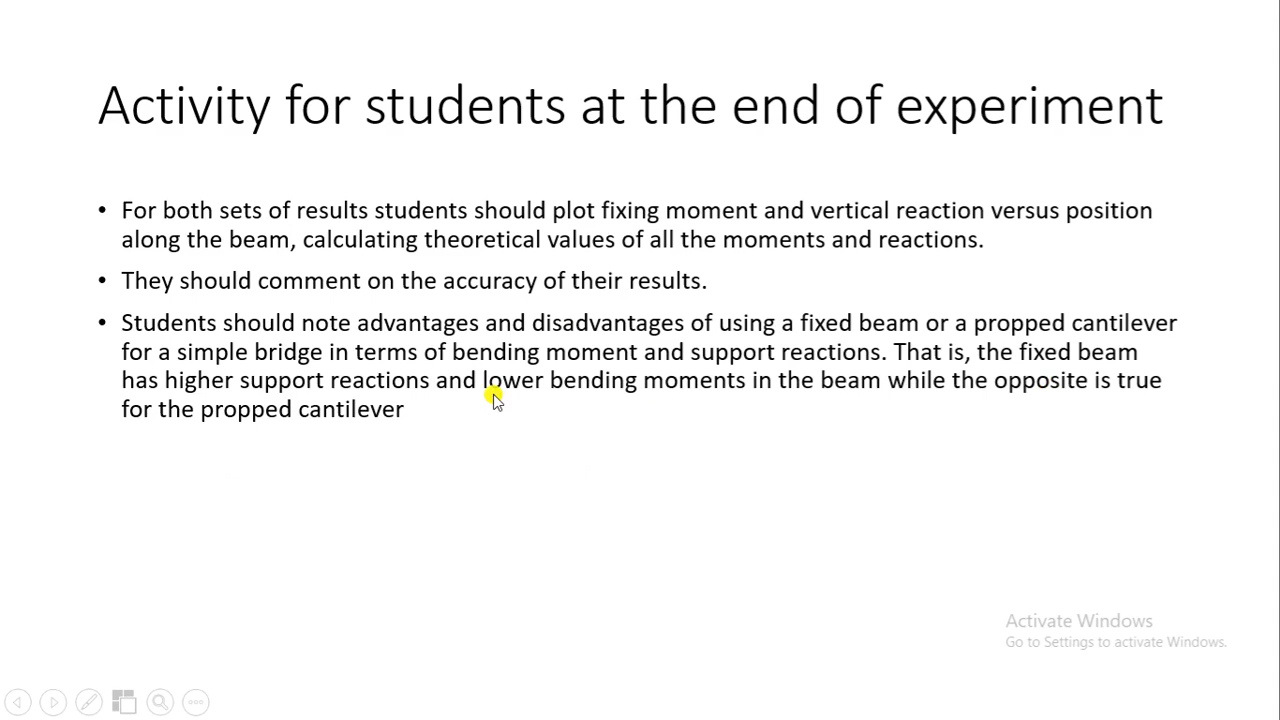 Activity for students at the end of experiment
• For both sets of results students should plot fixing moment and vertical reaction versus position
along the beam, calculating theoretical values of all the moments and reactions.
• They should comment on the accuracy of their results.
• Students should note advantages and disadvantages of using a fixed beam or a propped cantilever
for a simple bridge in terms of bending moment and support reactions. That is, the fixed beam
has higher support reactions and lower bending moments in the beam while the opposite is true
for the propped cantilever
Activate Windows
Go to Settings to activate Windows.